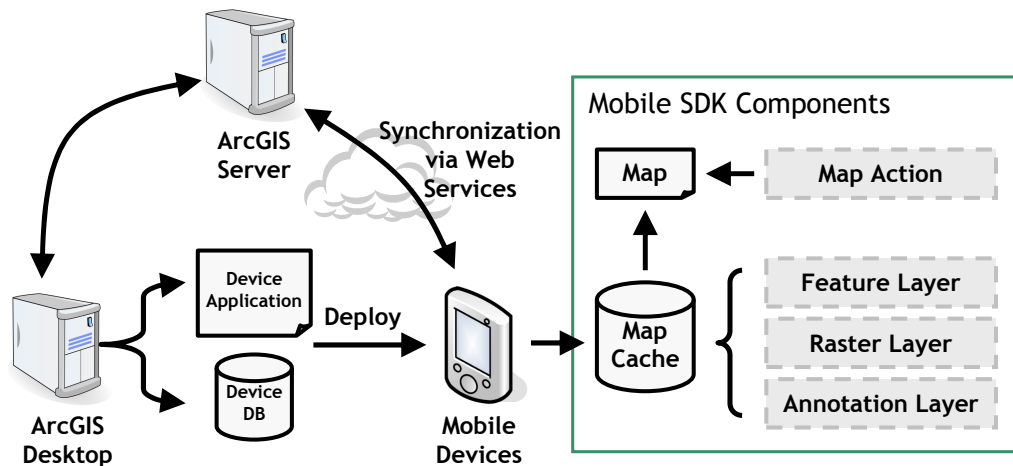 ArcGIS
Server
Synchronization
via Web
Services
Mobile SDK Components
Map
Map Action
Device
Application
Deploy
Device
DB
ArcGIS
Desktop
Mobile
Devices
Map
Cache
Feature Layer
Raster Layer
Annotation Layer